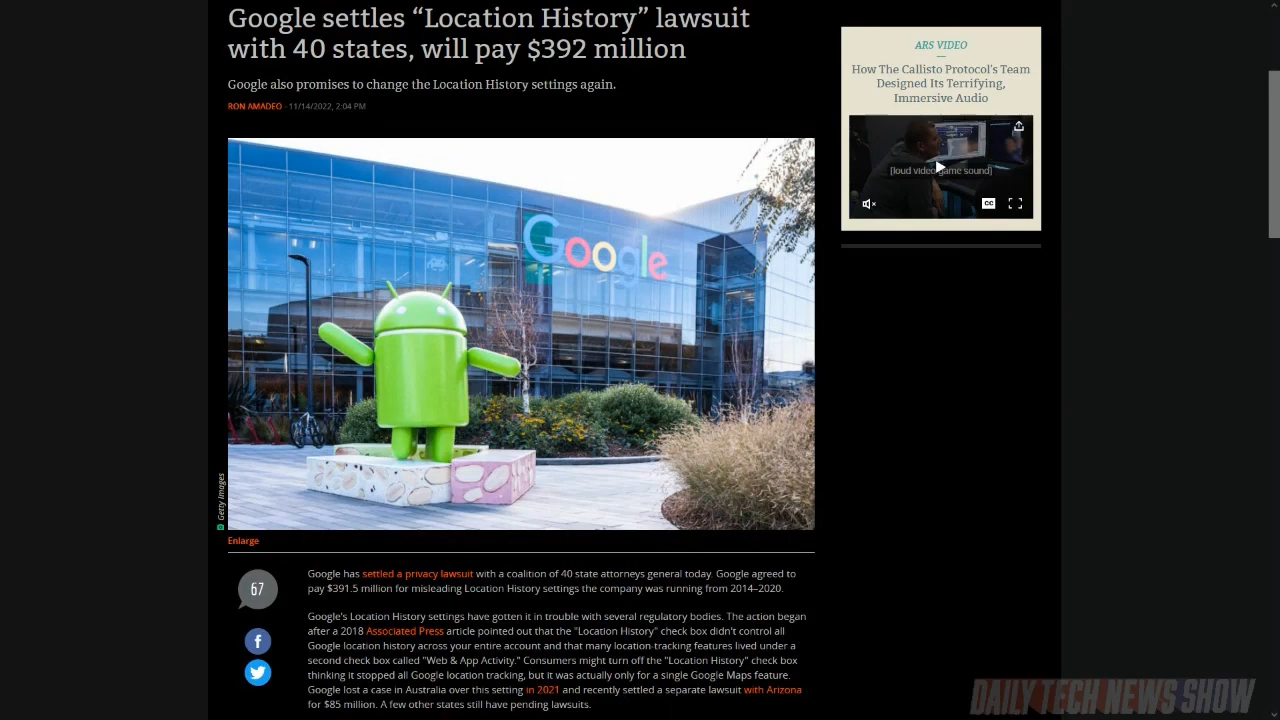 Google settles “Location History” lawsuit
with 40 states, will pay $392 million
Google also promises to change the Location History settings again.
RON AMADEO - 11/14/2022, 2:04 PM
ARS VIDEO
How The Callisto Protocol's Team
Designed Its Terrifying,
Immersive Audio
[loud video game sound]
CC
Google
Getty Images
Enlarge
67
Google has settled a privacy lawsuit with a coalition of 40 state attorneys general today. Google agreed to
pay $391.5 million for misleading Location History settings the company was running from 2014–2020.
Google's Location History settings have gotten it in trouble with several regulatory bodies. The action began
after a 2018 Associated Press article pointed out that the "Location History" check box didn't control all
Google location history across your entire account and that many location-tracking features lived under a
second check box called "Web & App Activity." Consumers might turn off the "Location History" check box
thinking it stopped all Google location tracking, but it was actually only for a single Google Maps feature.
Google lost a case in Australia over this setting in 2021 and recently settled a separate lawsuit with Arizona
for $85 million. A few other states still have pending lawsuits.
DAILY TECH NEWS SHOW